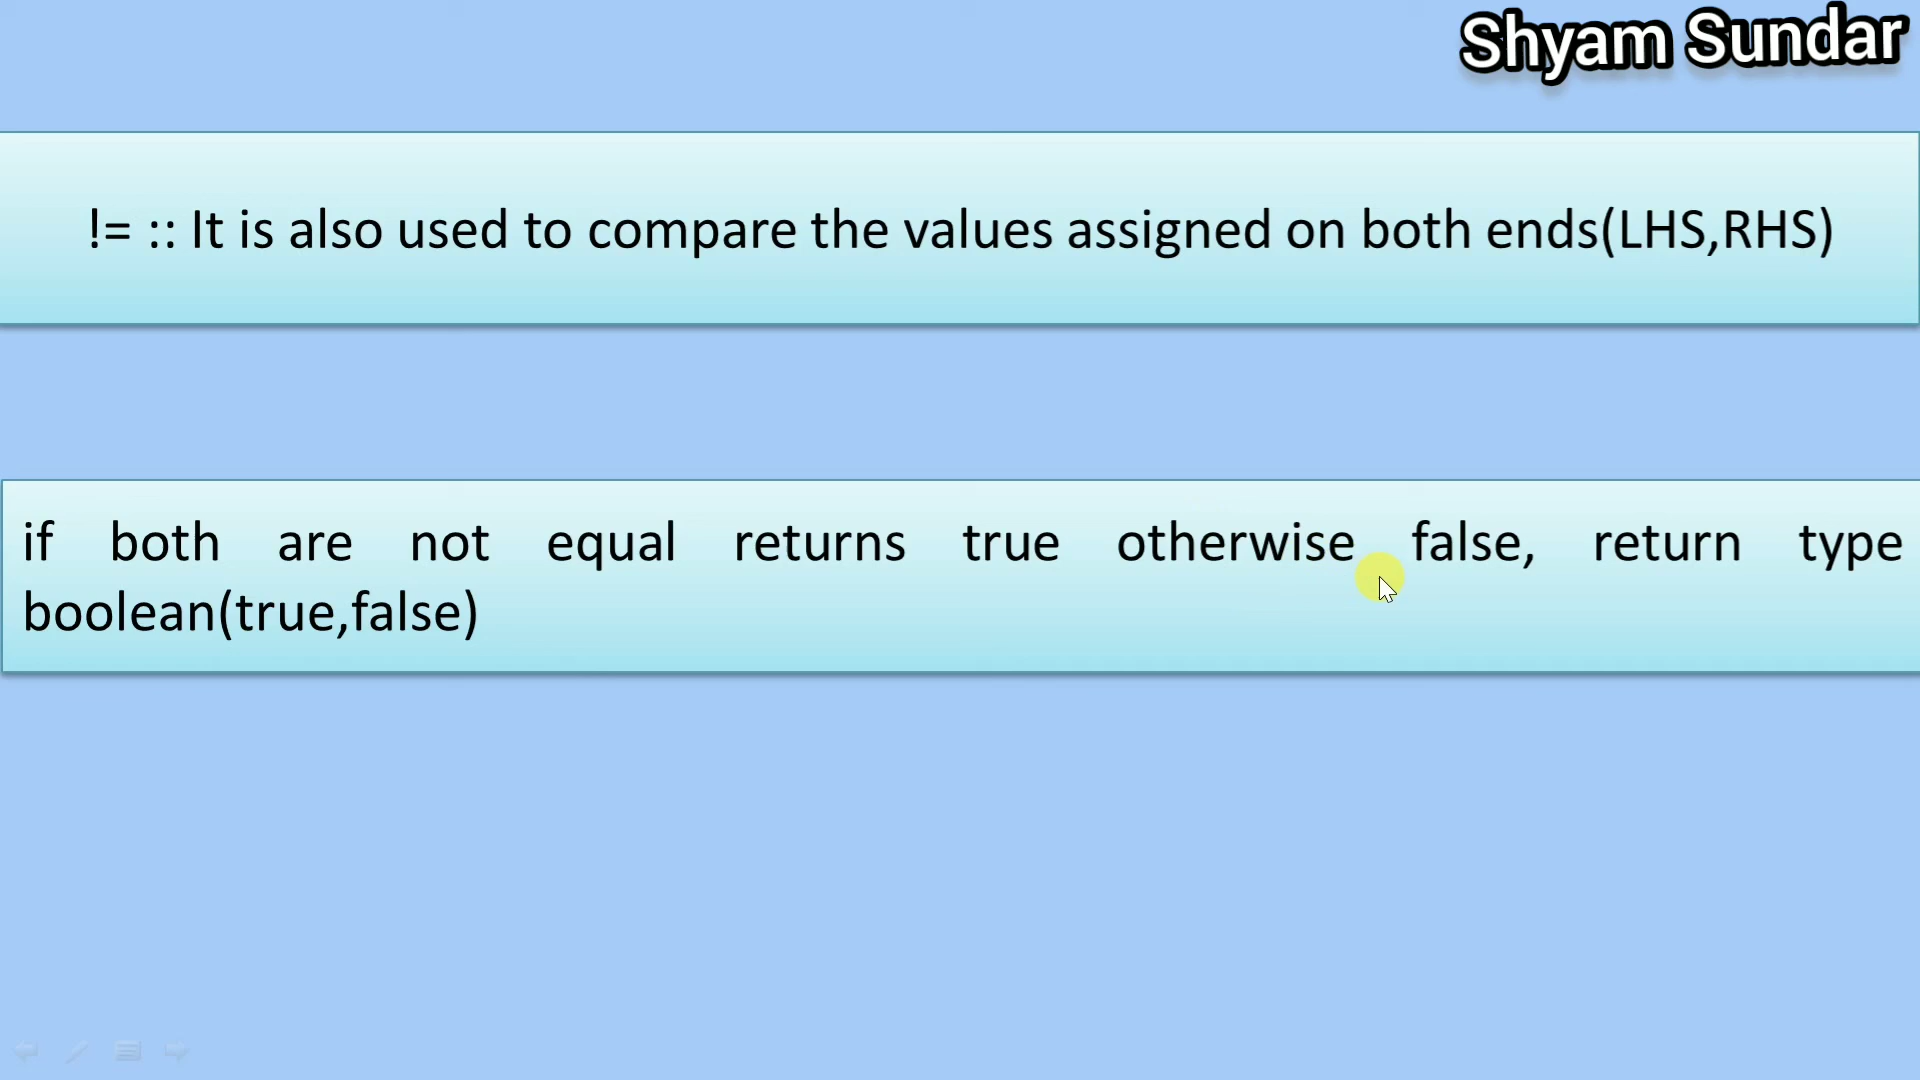 Shyam Sundar
!= :: It is also used to compare the values assigned on both ends(LHS,RHS)
if both are not equal returns true otherwise false, return type
boolean(true,false)